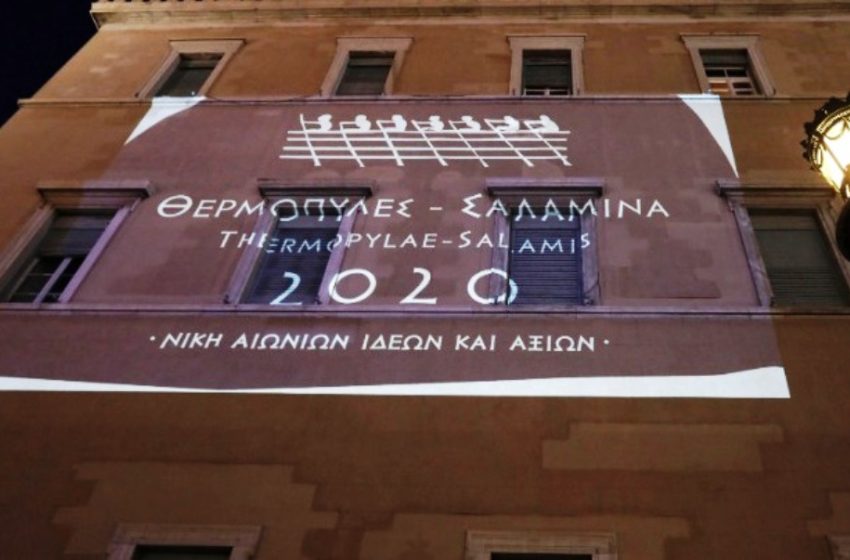 ΘΕΡΜΟΠΥΛΕΣ - ΣΑΛΑΜΙΝΑ
THERMOPYLAE-SALAMIS
2020
·ΝΙΚΗ ΑΙΩΝΙΩΝ ΙΔΕΩΝ ΚΑΙ ΑΞΙΩΝ·